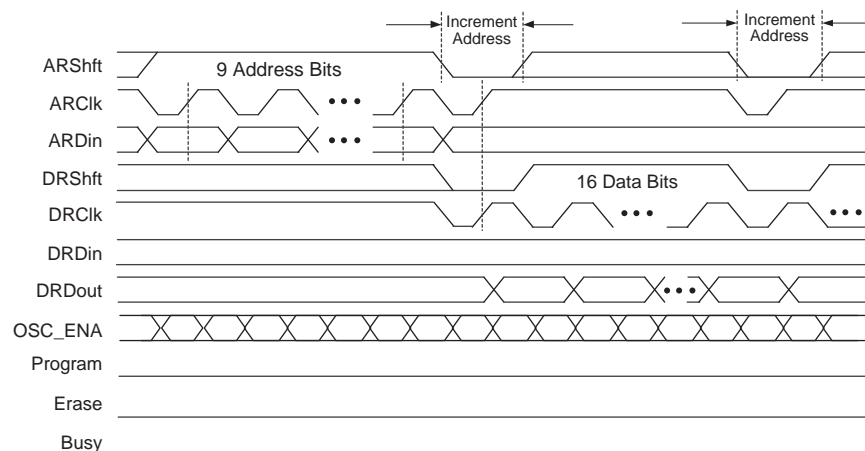 Increment
Address
Increment
Address
ARShft
9 Address Bits
ARClk
ARDin
DRShft
16 Data Bits
DRClk
DRDin
DRDout
OSC_ENA
Program
Erase
Busy